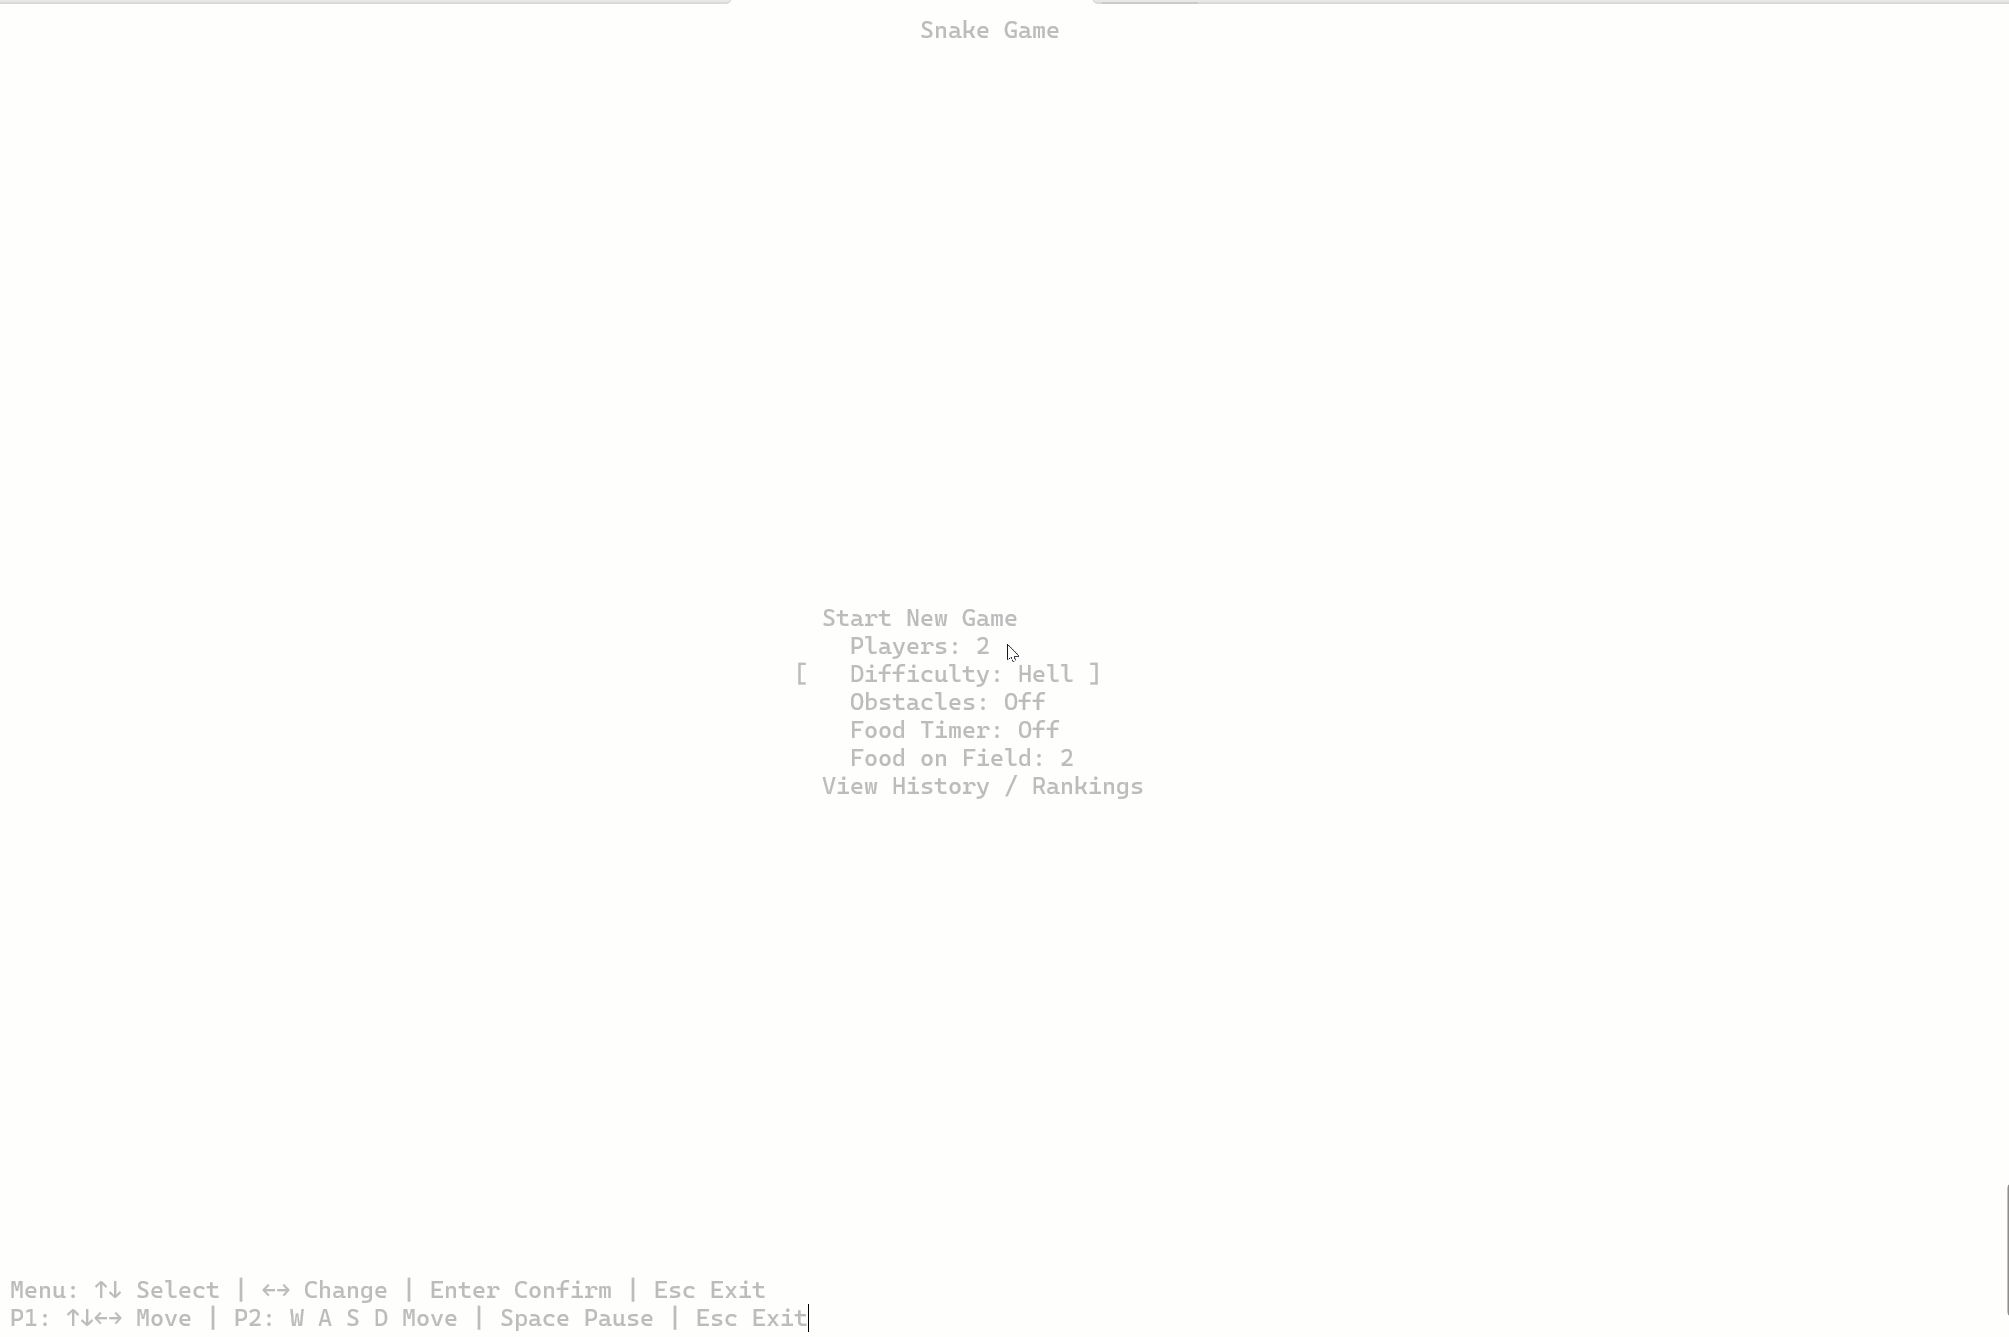 Snake Game
Start New Game
Players: 2
[ Difficulty: Hell ]
Obstacles: Off
Food Timer: Off
Food on Field: 2
View History / Rankings
Menu: ↑↓ Select | ←→ Change | Enter Confirm | Esc Exit
P1: ↑↓←→ Move | P2: W A S D Move | Space Pause | Esc Exit